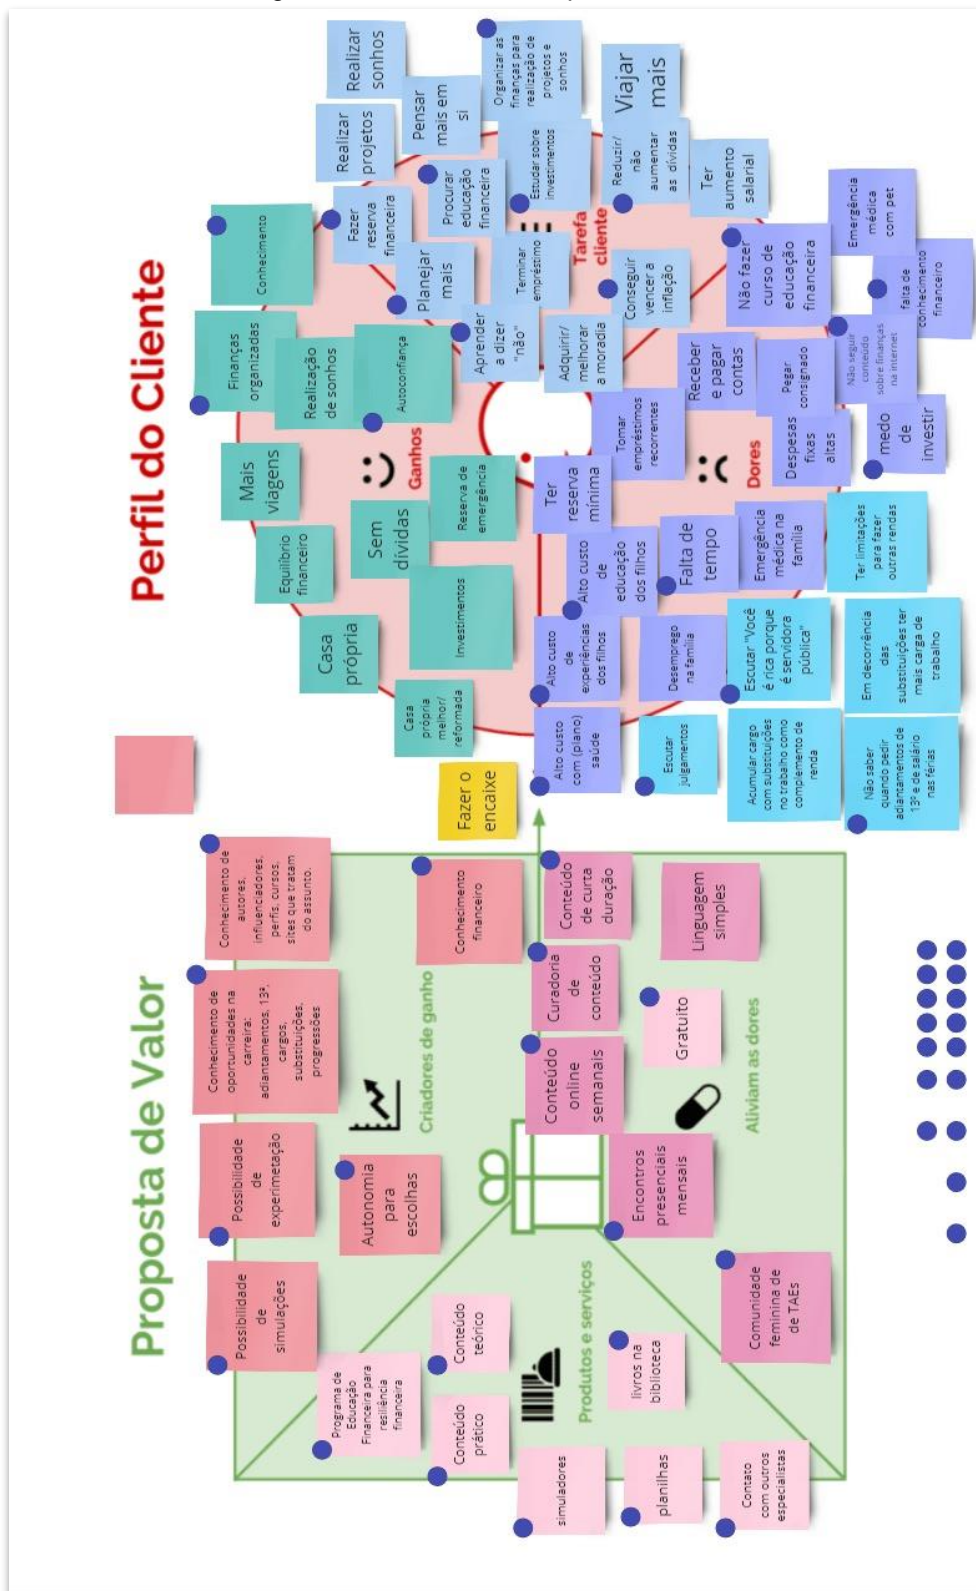 Proposta de Valor
Perfil do Cliente
Possibilidade
de
simulações
Possibilidade
de
experimetação
Conhecimento de
oportunidades na
carreira:
adiantamentos, 13º,
cargos,
substituições,
progressões
Conhecimento de
autores,
influenciadores,
perfis, cursos,
sites que tratam
do assunto.
Programa de
Educação
Financeira para
resiliência
financeira
Autonomia
para
escolhas
Criadores de ganho
Conhecimento
financeiro
Conteúdo
prático
Conteúdo
teórico
simuladores
Produtos e serviços
planilhas
livros na
biblioteca
Contato
com outros
especialistas
Conteúdo
online
semanais
Curadoria
de
conteúdo
Conteúdo
de curta
duração
Encontros
presenciais
mensais
Gratuito
Linguagem
simples
Aliviam as dores
Comunidade
feminina de
de TAEs
Fazer o
encaixe
Casa
própria
melhor/
reformada
Casa
própria
Equilíbrio
financeiro
Mais
viagens
Finanças
organizadas
Conhecimento
Realização
de sonhos
Autoconfiança
Ganhos
Sem
dívidas
Investimentos
Reserva de
emergência
Realizar
projetos
Realizar
sonhos
Fazer
reserva
financeira
Pensar
mais em
si
Planejar
mais
Procurar
educação
financeira
Organizar as
finanças para
realização de
projetos e
sonhos
Aprender
a dizer
"não"
Terminar
empréstimo
Estudar sobre
investimentos
Tarefa
cliente
Adquirir/
melhorar
a moradia
Conseguir
vencer a
inflação
Reduzir/
não
aumentar
as dívidas
Viajar
mais
Ter
aumento
salarial
Alto custo
com (plano)
saúde
Alto custo
de
experiências
dos filhos
Alto custo
de
educação
dos filhos
Ter
reserva
mínima
Tomar
empréstimos
recorrentes
Desemprego
na família
Falta de
tempo
Receber
e pagar
contas
Não fazer
curso de
educação
financeira
Emergência
médica na
família
Dores
Despesas
fixas
altas
Pegar
consignado
Não seguir
conteúdo
sobre finanças
na internet
Emergência
médica
com pet
falta de
conhecimento
financeiro
medo
de
investir
Escutar
julgamentos
Escutar "Você
é rica porque
é servidora
pública"
Ter limitações
para fazer
outras rendas
Acumular cargo
com substituições
no trabalho como
complemento de
renda
Não saber
quando pedir
adiantamentos de
13º e de salário
nas férias
Em decorrência
das
substituições ter
mais carga de
trabalho